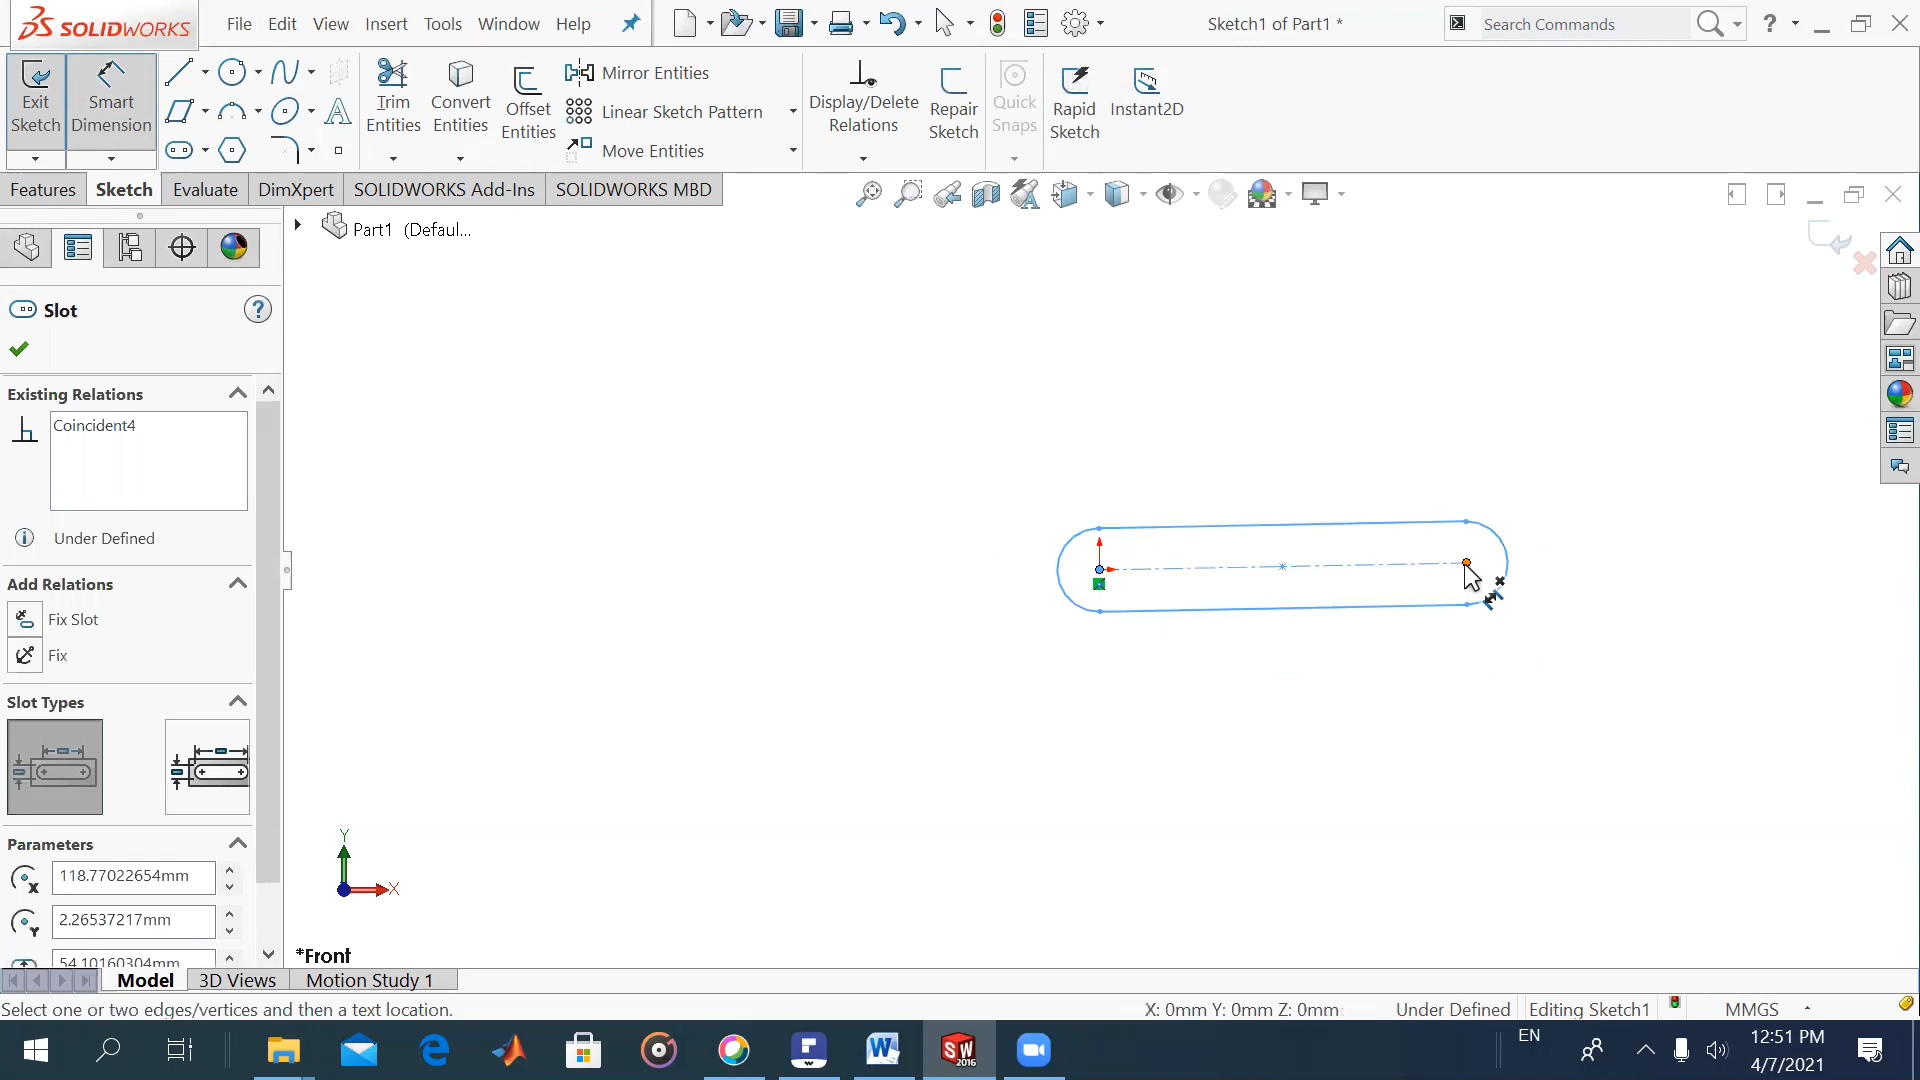 SOLIDWORKS
File Edit View Insert Tools Window Help
Sketch1 of Part1 *
Search Commands
Exit Sketch
Smart Dimension
Trim Entities
Convert Entities
Offset Entities
Mirror Entities
Linear Sketch Pattern
Move Entities
Display/Delete Relations
Repair Sketch
Quick Snaps
Rapid Sketch
Instant2D
Features Sketch Evaluate DimXpert SOLIDWORKS Add-Ins SOLIDWORKS MBD
Part1 (Defaul...
Slot
Existing Relations
Coincident4
Under Defined
Add Relations
Fix Slot
Fix
Slot Types
Parameters
118.77022654mm
2.26537217mm
54.10160304mm
Y
X
*Front
Model 3D Views Motion Study 1
Select one or two edges/vertices and then a text location.
X: 0mm Y: 0mm Z: 0mm
Under Defined
Editing Sketch1
MMGS
SW
2016
EN
12:51 PM
4/7/2021